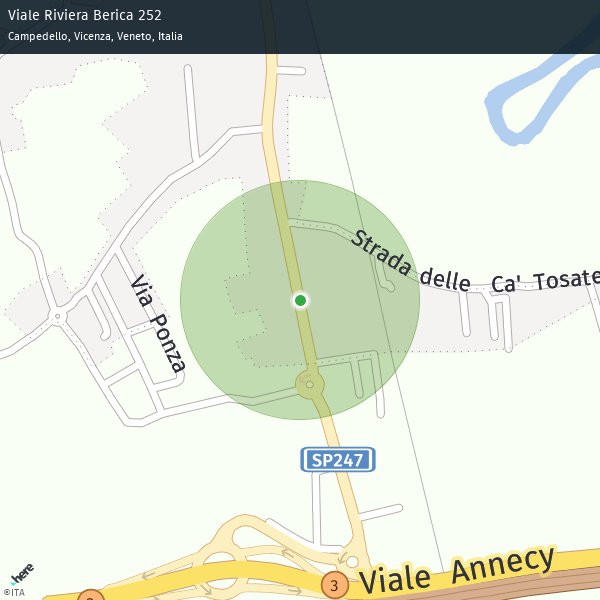 Viale Riviera Berica 252
Campedello, Vicenza, Veneto, Italia
Strada delle Ca' Tosate
Via Ponza
SP247
3
Viale Annecy
here
©ITA